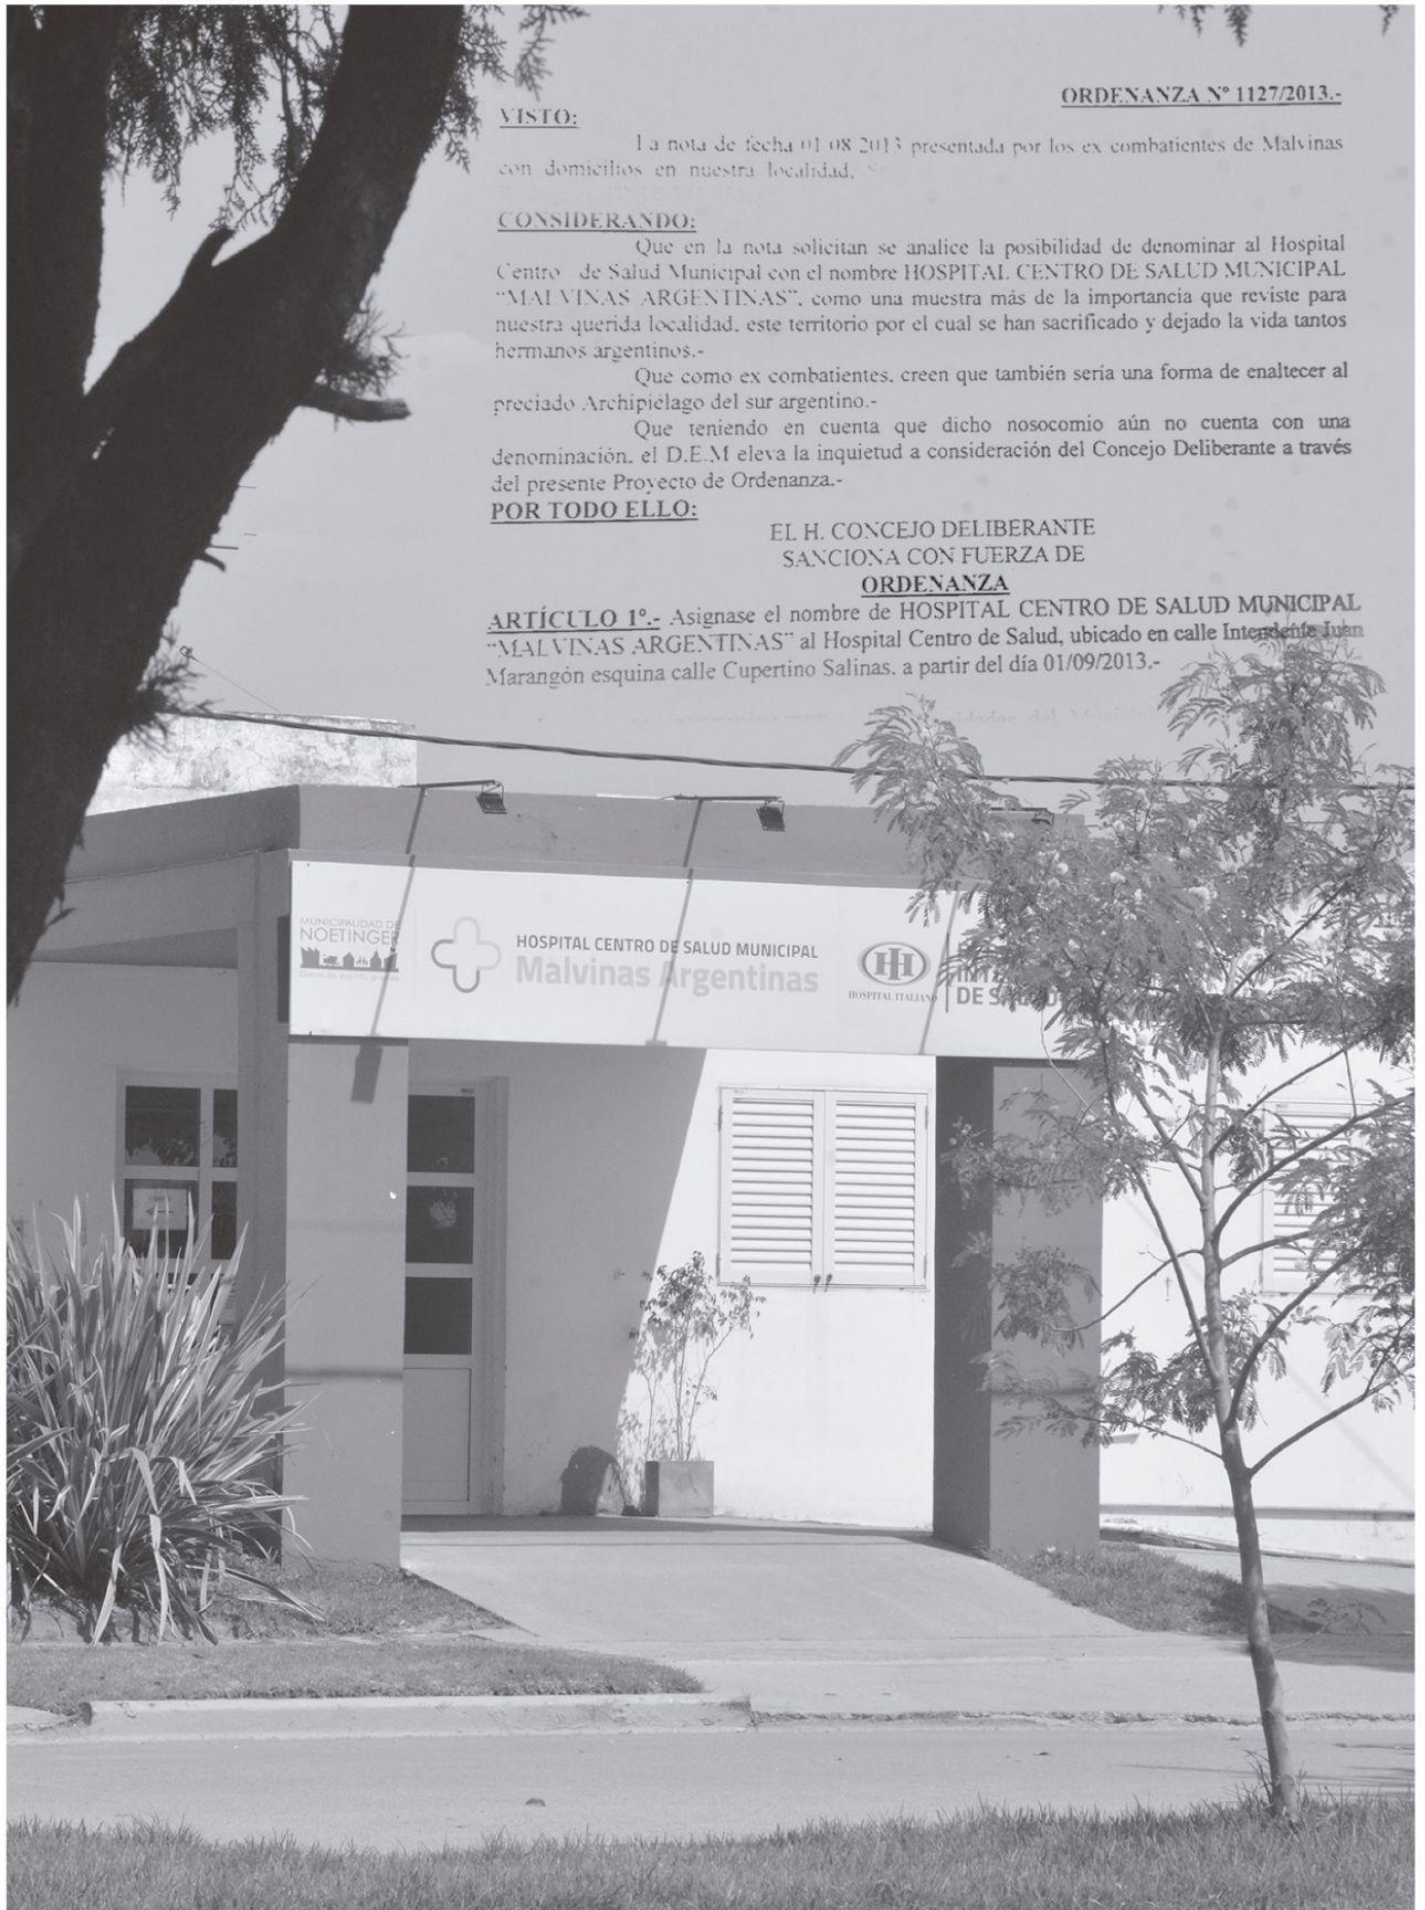 ORDENANZA Nº 1127/2013.-
VISTO:
La nota de fecha 01 08 2013 presentada por los ex combatientes de Malvinas
con domicilios en nuestra localidad.
CONSIDERANDO:
Que en la nota solicitan se analice la posibilidad de denominar al Hospital
Centro de Salud Municipal con el nombre HOSPITAL CENTRO DE SALUD MUNICIPAL
"MALVINAS ARGENTINAS", como una muestra más de la importancia que reviste para
nuestra querida localidad, este territorio por el cual se han sacrificado y dejado la vida tantos
hermanos argentinos.-
Que como ex combatientes, creen que también sería una forma de enaltecer al
preciado Archipiélago del sur argentino.-
Que teniendo en cuenta que dicho nosocomio aún no cuenta con una
denominación, el D.E.M eleva la inquietud a consideración del Concejo Deliberante a través
del presente Proyecto de Ordenanza.-
POR TODO ELLO:
EL H. CONCEJO DELIBERANTE
SANCIONA CON FUERZA DE
ORDENANZA
ARTÍCULO 1º.- Asignase el nombre de HOSPITAL CENTRO DE SALUD MUNICIPAL
"MALVINAS ARGENTINAS" al Hospital Centro de Salud, ubicado en calle Intendente Juan
Marangón esquina calle Cupertino Salinas, a partir del día 01/09/2013.-
MUNICIPALIDAD DE
NOETINGER
HOSPITAL CENTRO DE SALUD MUNICIPAL
Malvinas Argentinas
HI
HOSPITAL ITALIANO
DE SALUD